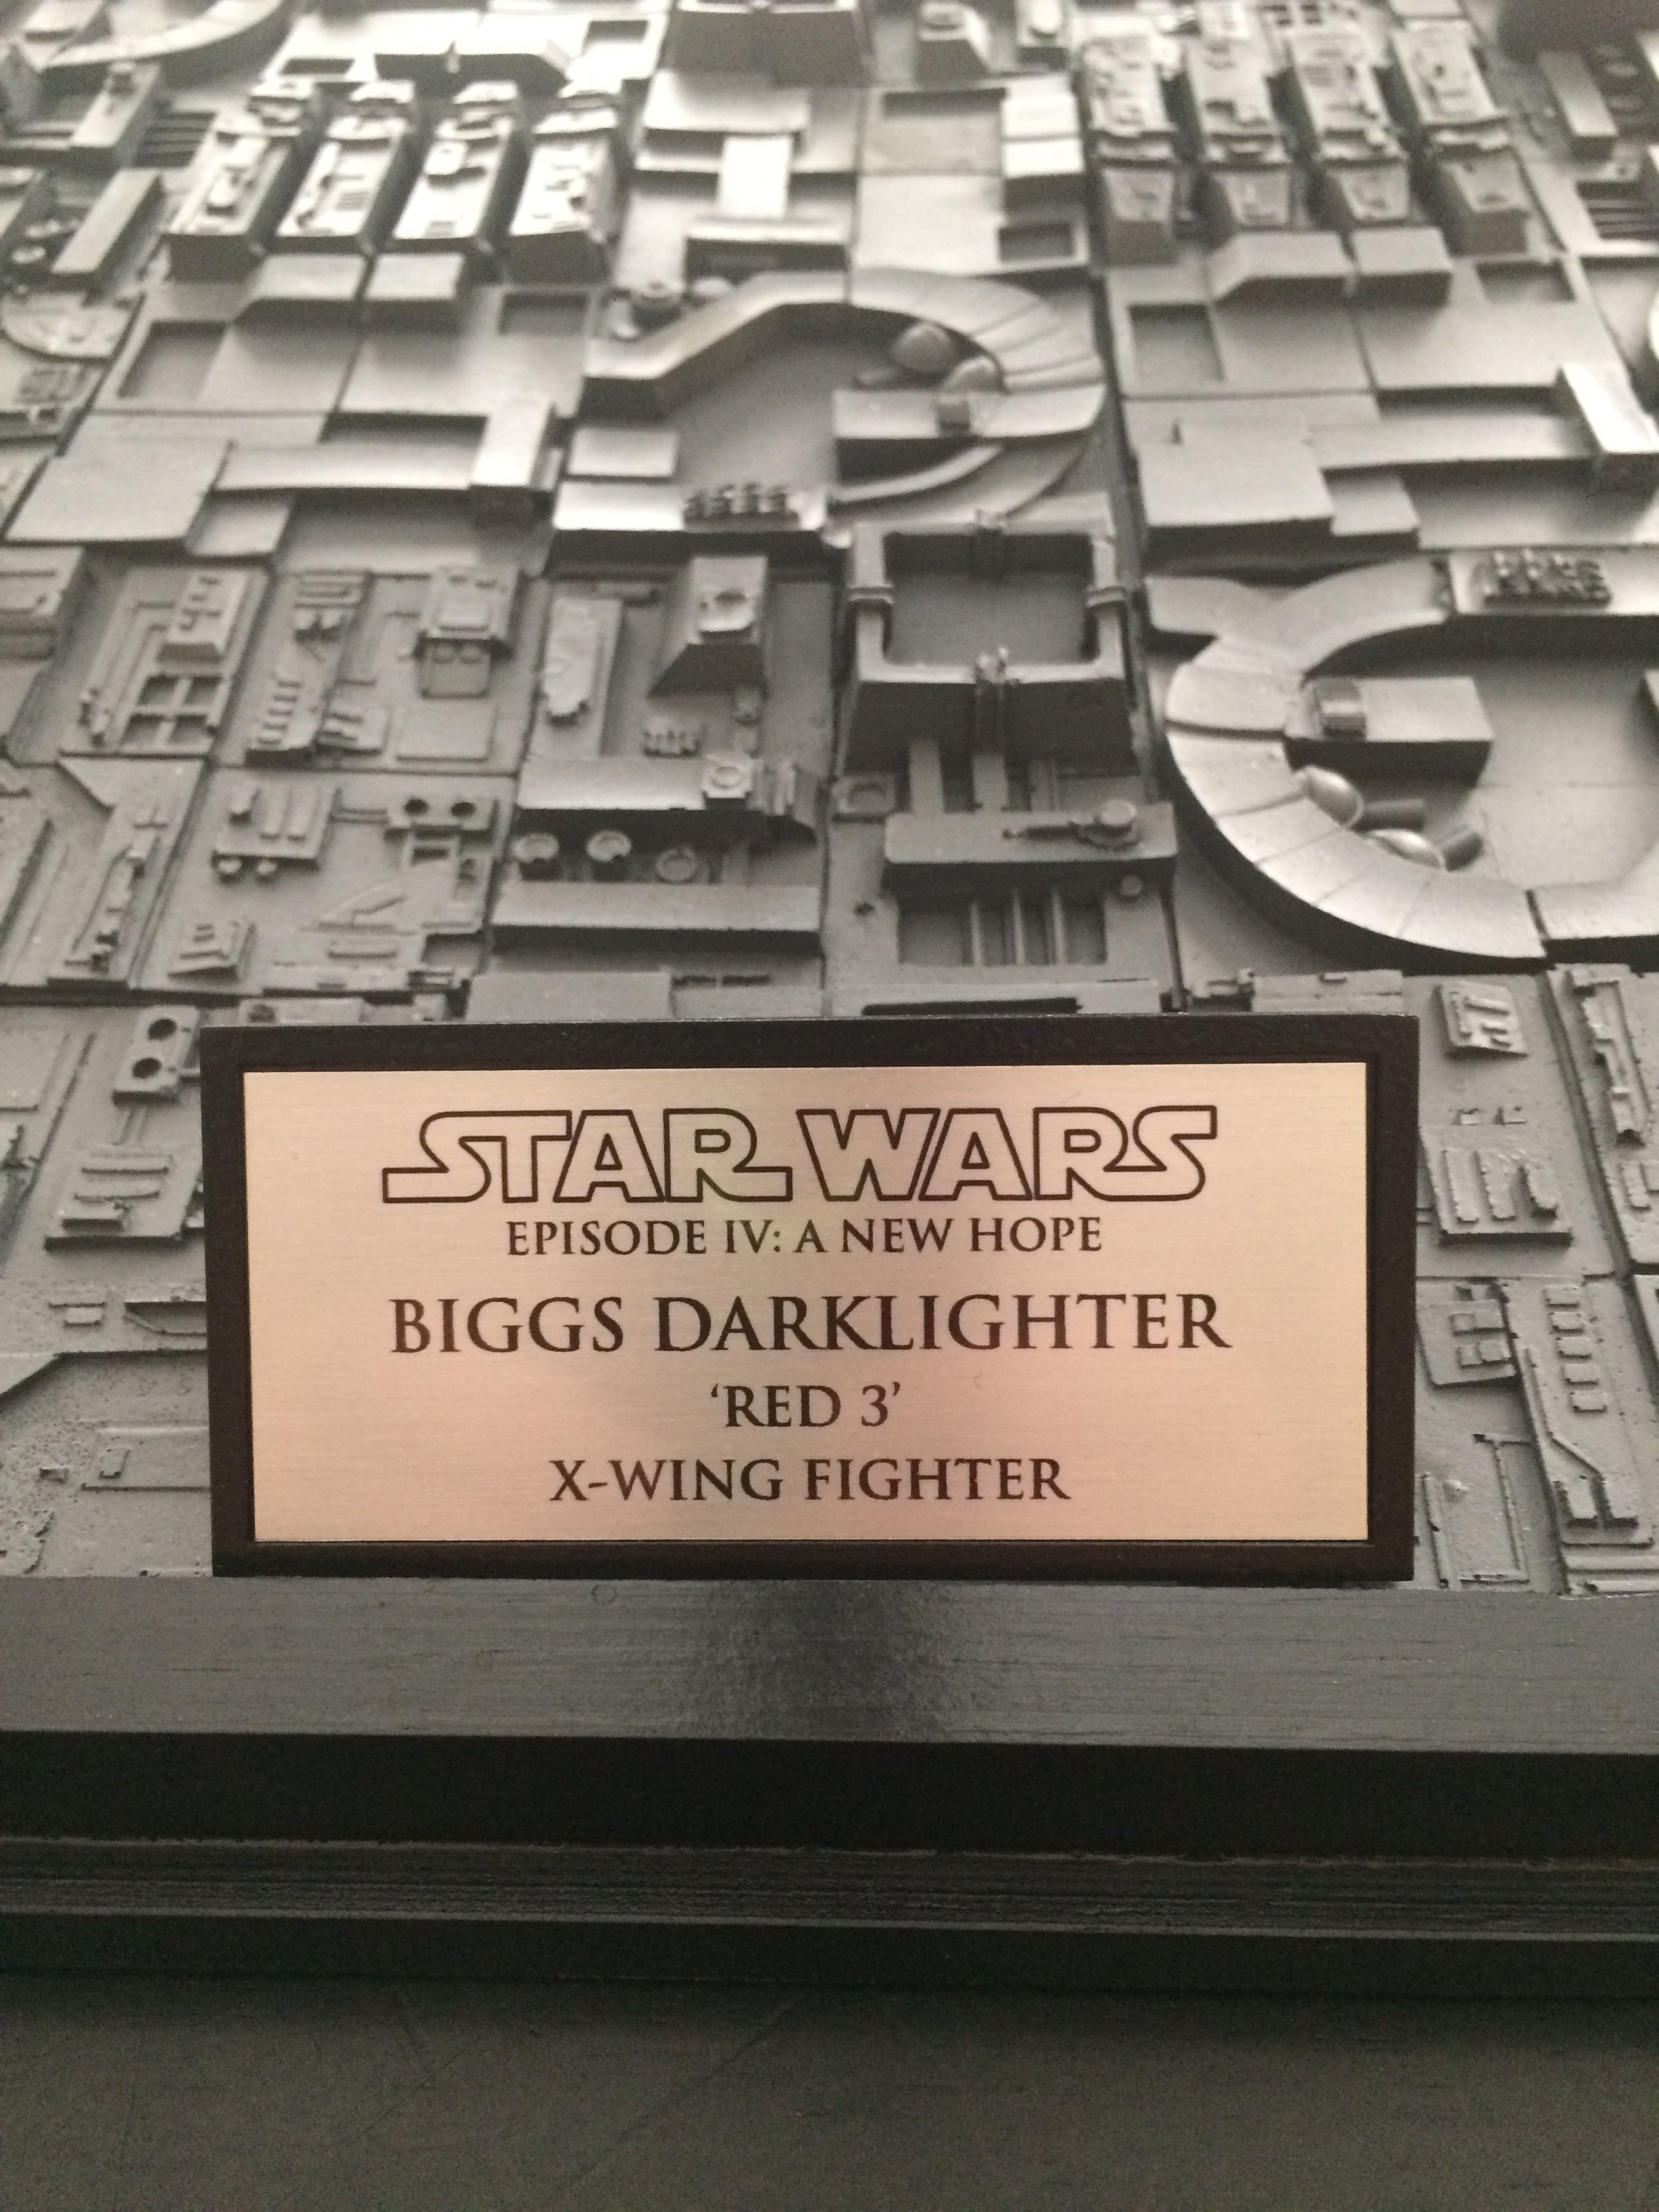 STAR WARS
EPISODE IV: A NEW HOPE
BIGGS DARKLIGHTER
‘RED 3’
X-WING FIGHTER